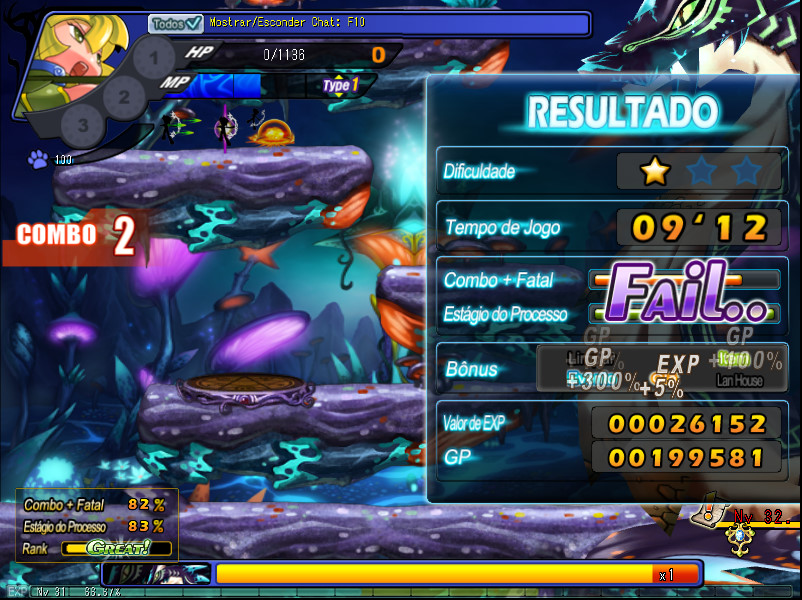 Todos Mostrar/Esconder Chat: F10
HP 0/1136 0
MP Type 1
1
2
3
100
COMBO 2
RESULTADO
Dificuldade
Tempo de Jogo 09'12
Combo + Fatal
Estágio do Processo
FAIL..
Bônus
GP +300%
EXP +5%
GP
Lan House
Valor de EXP 00026152
GP 00199581
Combo + Fatal 82%
Estágio do Processo 83%
Rank GREAT!
Nv 32.
x1
EXP Nv 31